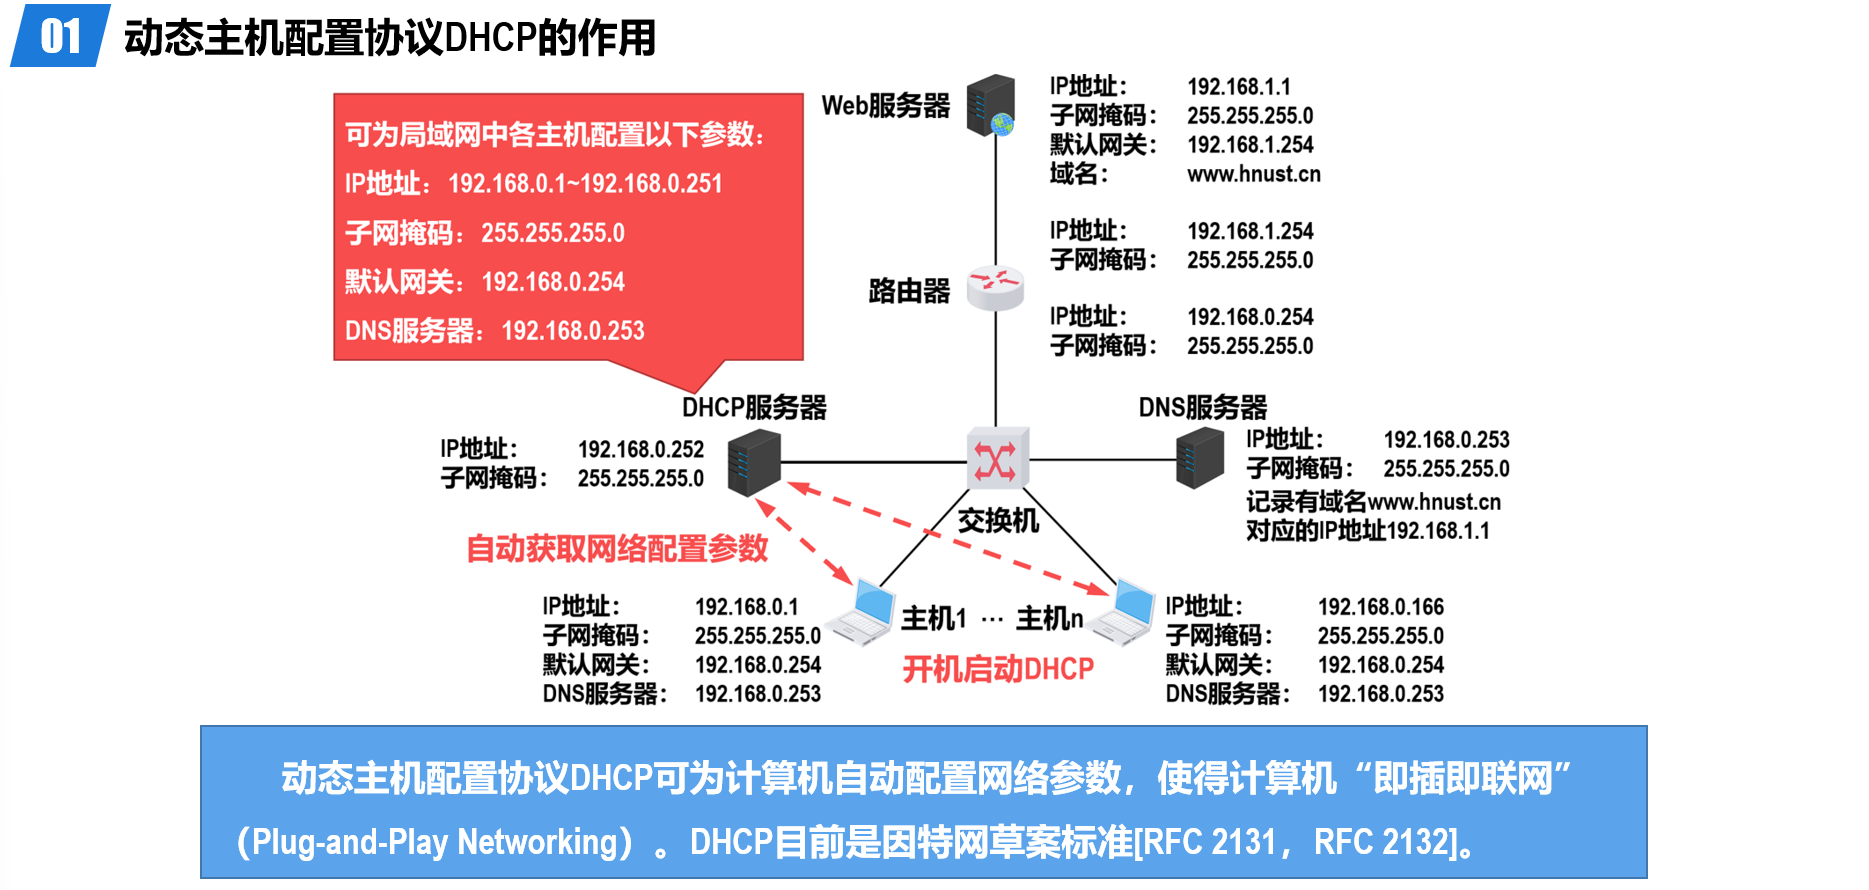 01 动态主机配置协议DHCP的作用
可为局域网中各主机配置以下参数：
IP地址：192.168.0.1~192.168.0.251
子网掩码：255.255.255.0
默认网关：192.168.0.254
DNS服务器：192.168.0.253
Web服务器
IP地址： 192.168.1.1
子网掩码： 255.255.255.0
默认网关： 192.168.1.254
域名： www.hnust.cn
IP地址： 192.168.1.254
子网掩码： 255.255.255.0
路由器
IP地址： 192.168.0.254
子网掩码： 255.255.255.0
DHCP服务器
IP地址： 192.168.0.252
子网掩码： 255.255.255.0
DNS服务器
IP地址： 192.168.0.253
子网掩码： 255.255.255.0
记录有域名www.hnust.cn
对应的IP地址192.168.1.1
交换机
自动获取网络配置参数
IP地址： 192.168.0.1
子网掩码： 255.255.255.0
默认网关： 192.168.0.254
DNS服务器： 192.168.0.253
主机1 … 主机n
开机启动DHCP
IP地址： 192.168.0.166
子网掩码： 255.255.255.0
默认网关： 192.168.0.254
DNS服务器： 192.168.0.253
动态主机配置协议DHCP可为计算机自动配置网络参数，使得计算机“即插即联网”
（Plug-and-Play Networking）。DHCP目前是因特网草案标准[RFC 2131，RFC 2132]。